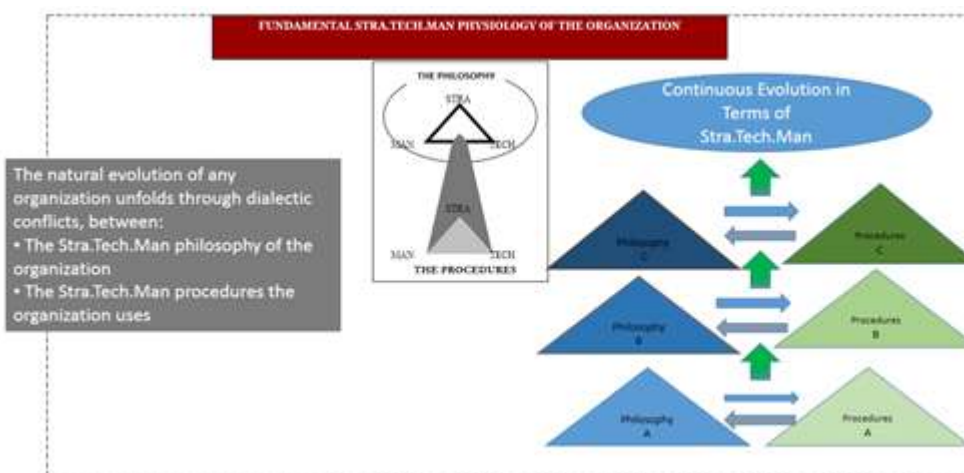 FUNDAMENTAL STRA.TECH.MAN PHYSIOLOGY OF THE ORGANIZATION
THE PHILOSOPHY
STRA
MAN
TECH
STRA
MAN
TECH
THE PROCEDURES
The natural evolution of any
organization unfolds through dialectic
conflicts, between:
• The Stra.Tech.Man philosophy of the
organization
• The Stra.Tech.Man procedures the
organization uses
Continuous Evolution in
Terms of
Stra.Tech.Man
Philosophy
C
Procedures
C
Philosophy
B
Procedures
B
Philosophy
A
Procedures
A